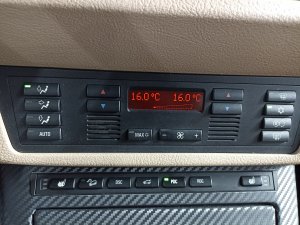 16.0°C 16.0°C
AUTO
MAX
- +
DSC
PDC